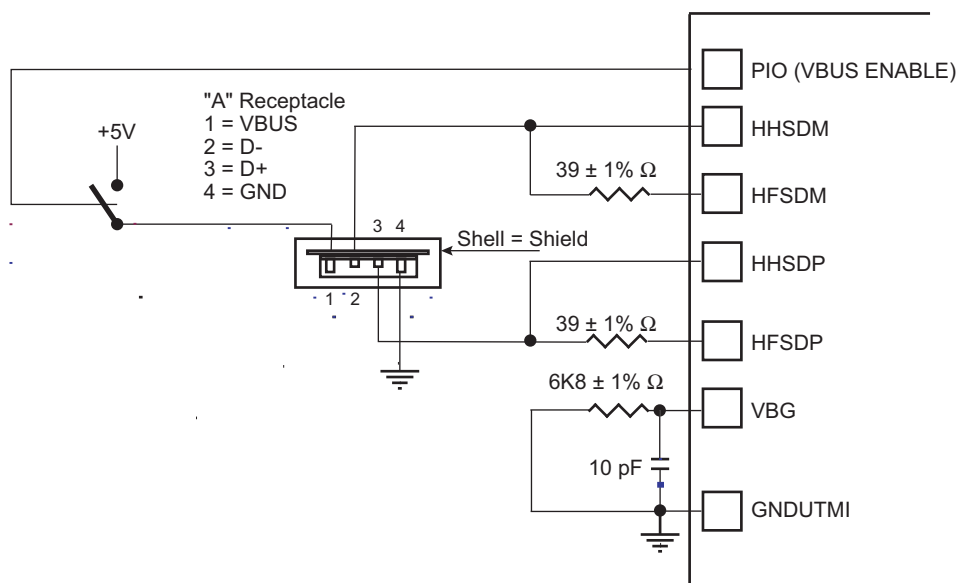 PIO (VBUS ENABLE)
"A" Receptacle
1 = VBUS
2 = D-
3 = D+
4 = GND
+5V
HHSDM
39 ± 1% Ω
HFSDM
3 4
Shell = Shield
HHSDP
1 2
39 ± 1% Ω
HFSDP
6K8 ± 1% Ω
VBG
10 pF
GNDUTMI